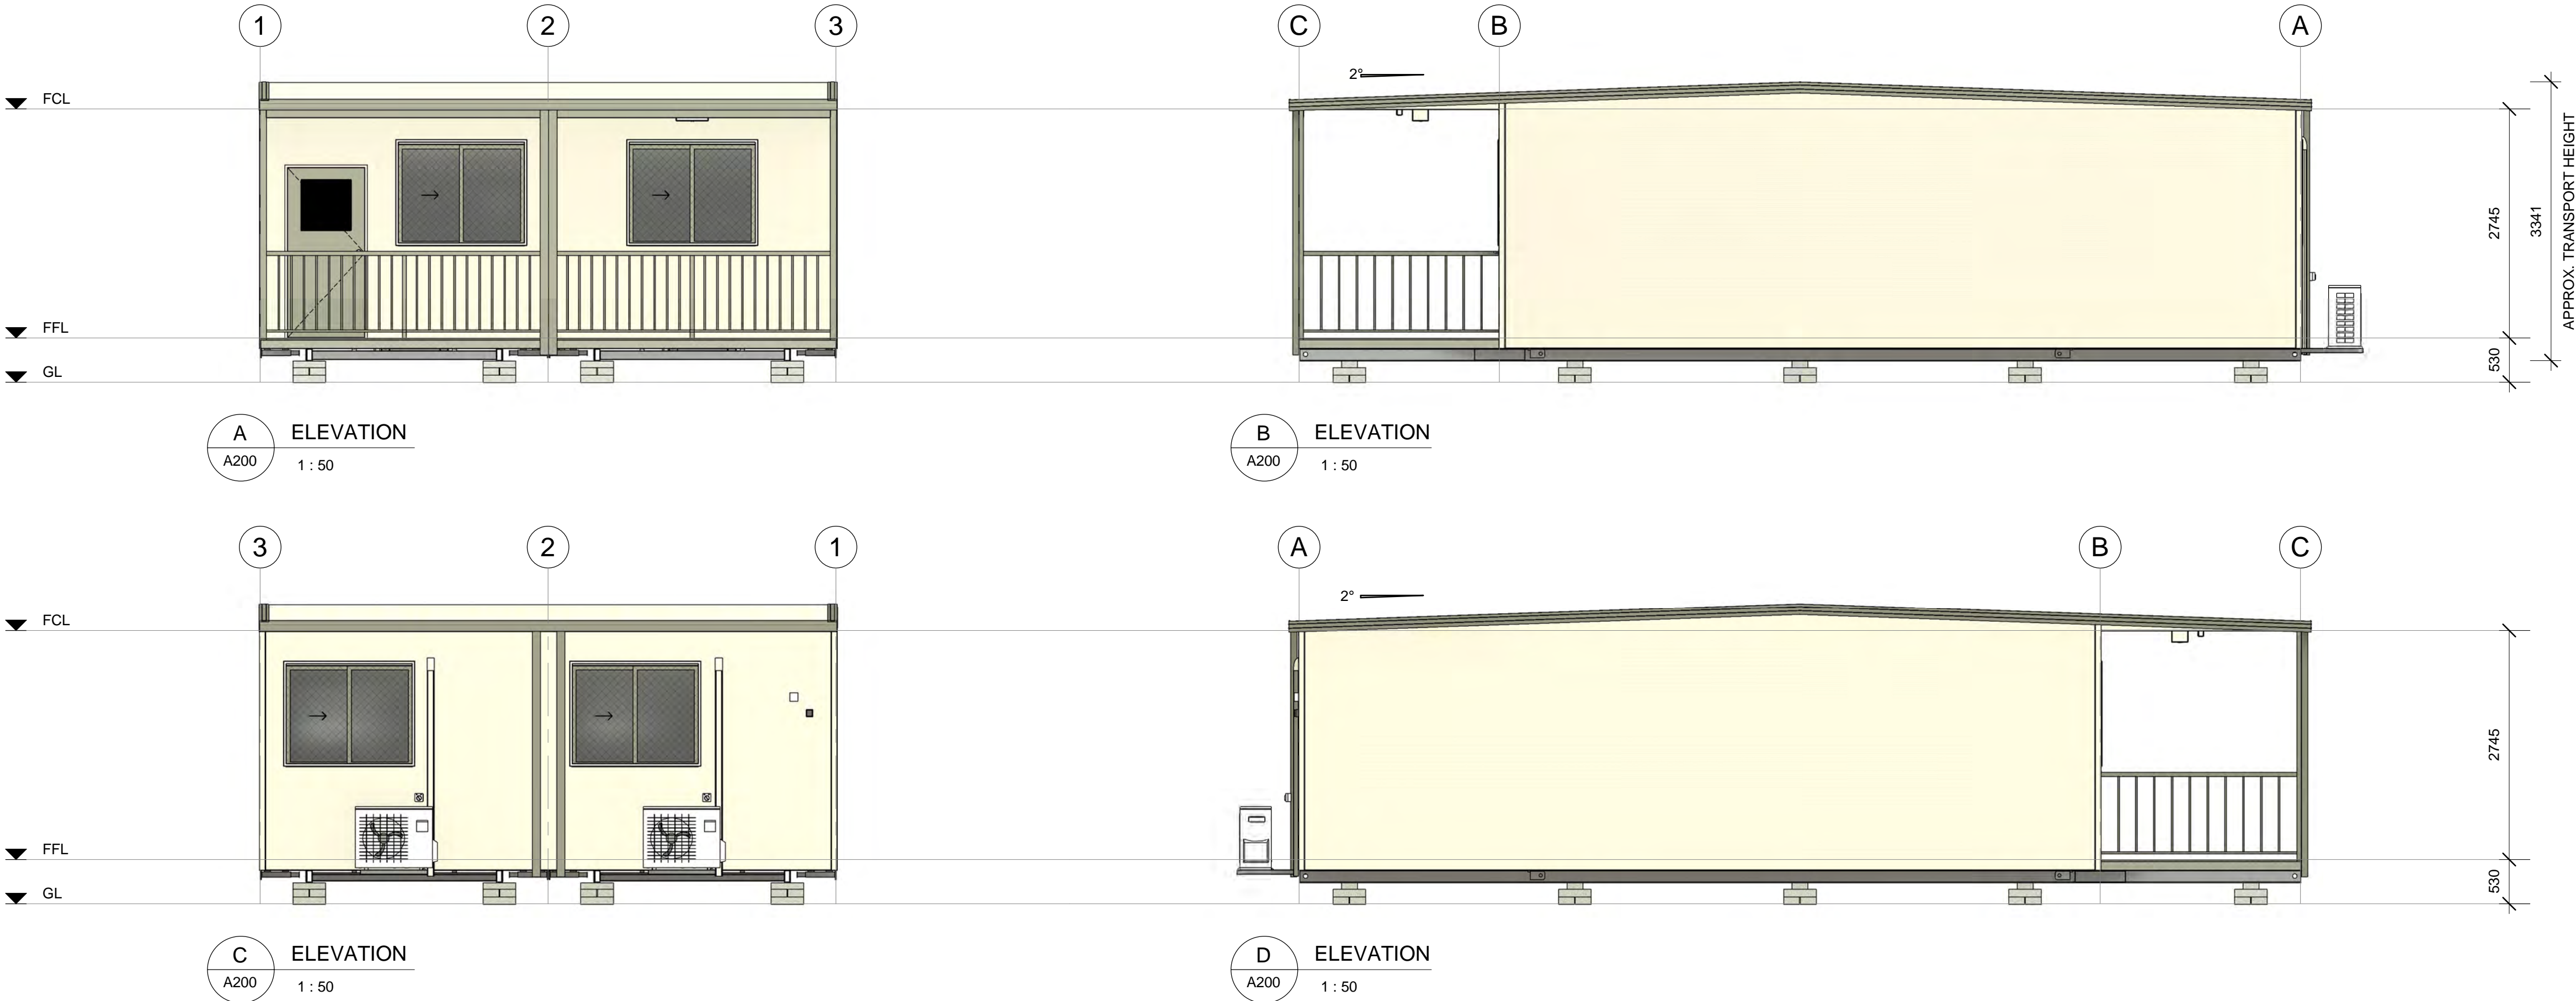 1 2 3 C B A
2°
FCL
2745
3341
APPROX. TRANSPORT HEIGHT
FFL
530
GL
A ELEVATION
A200 1 : 50
B ELEVATION
A200 1 : 50
3 2 1 A B C
2°
FCL
2745
FFL
530
GL
C ELEVATION
A200 1 : 50
D ELEVATION
A200 1 : 50